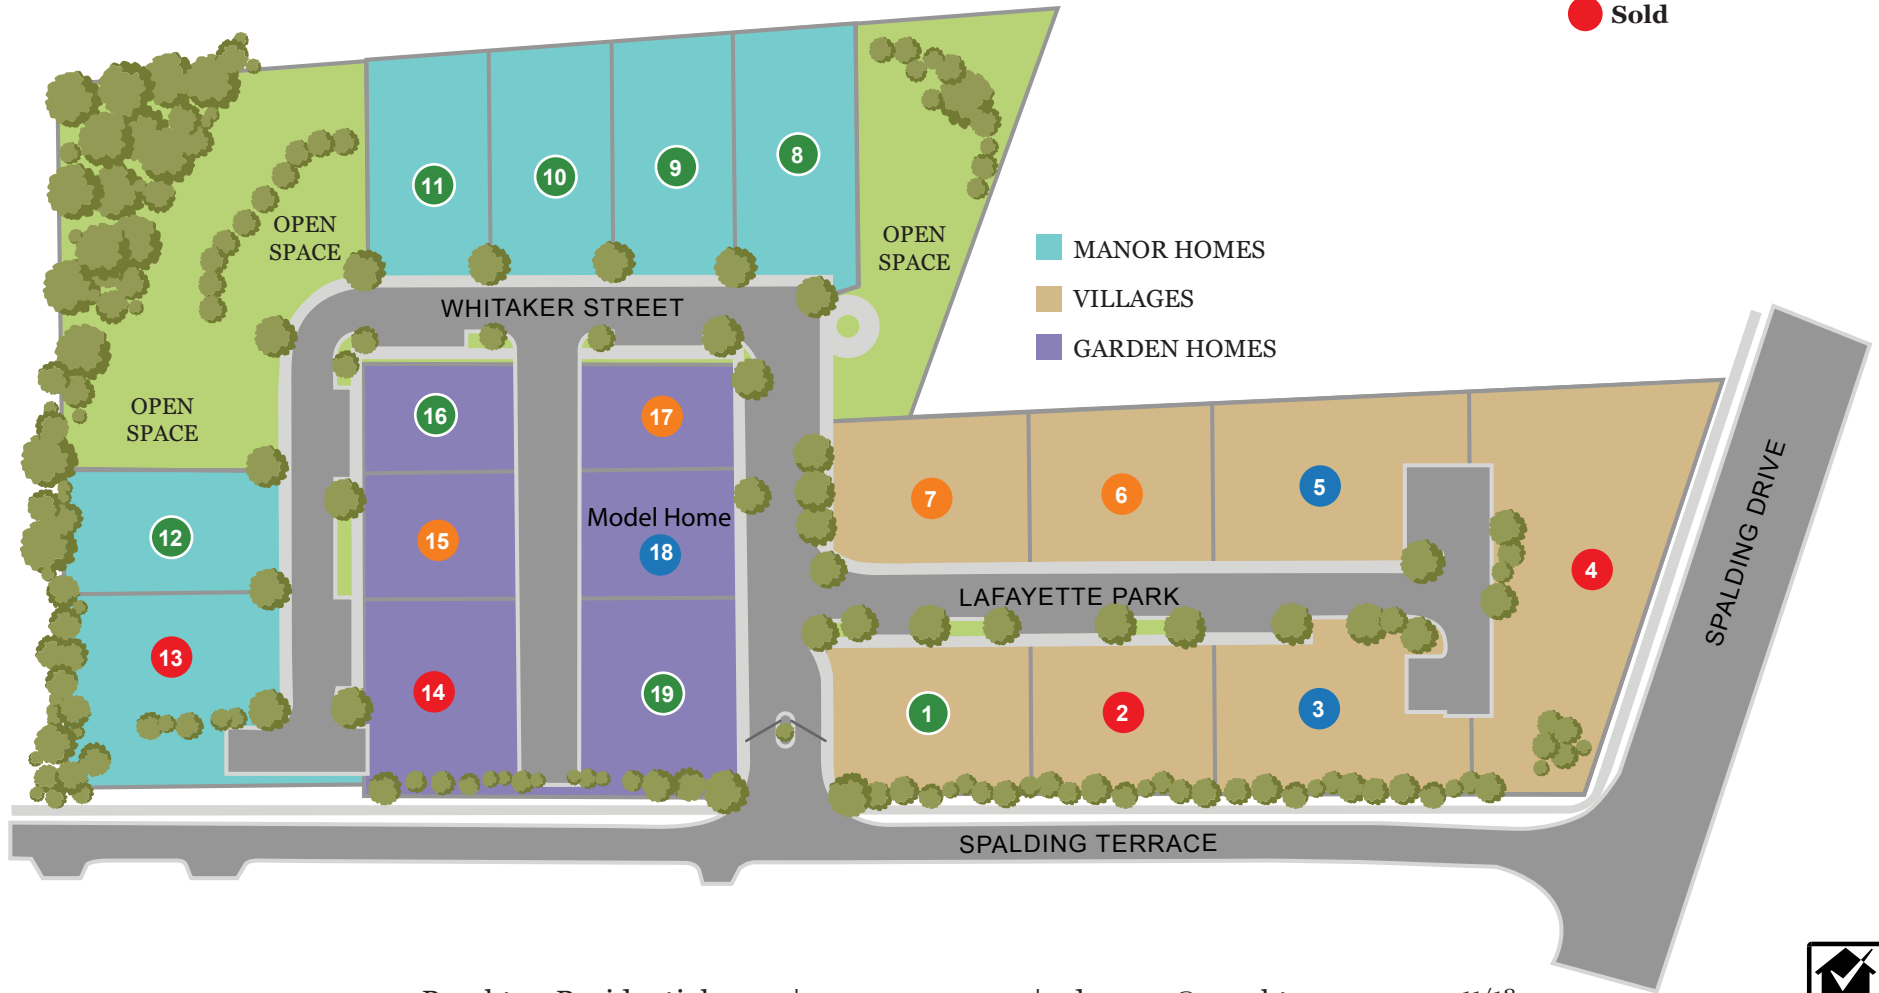 Sold
11
10
9
8
OPEN
SPACE
OPEN
SPACE
MANOR HOMES
VILLAGES
GARDEN HOMES
WHITAKER STREET
OPEN
SPACE
16
17
7
6
5
12
15
Model Home
18
4
SPALDING DRIVE
LAFAYETTE PARK
13
14
19
1
2
3
SPALDING TERRACE